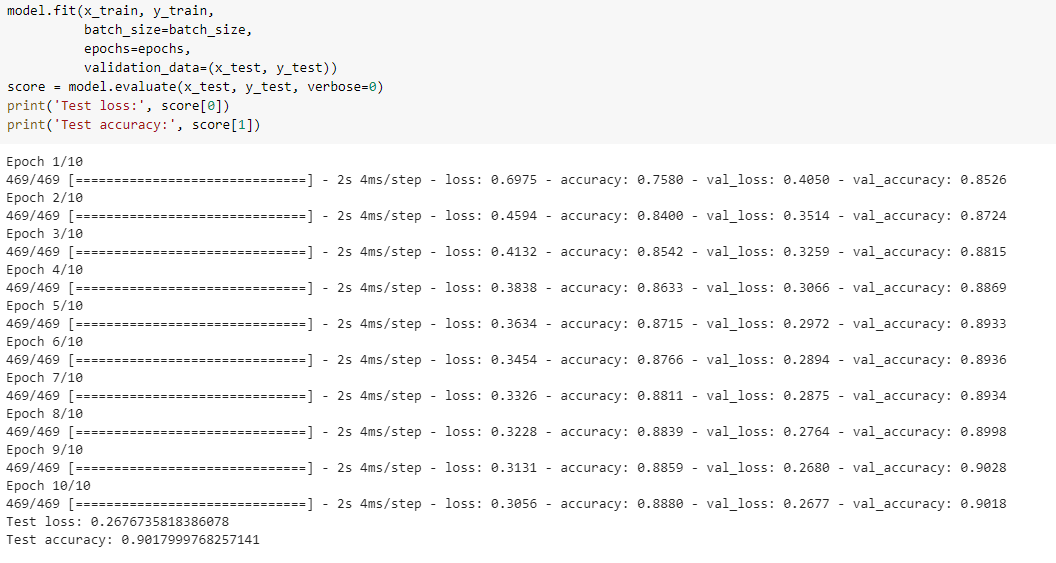 model.fit(x_train, y_train,
          batch_size=batch_size,
          epochs=epochs,
          validation_data=(x_test, y_test))
score = model.evaluate(x_test, y_test, verbose=0)
print('Test loss:', score[0])
print('Test accuracy:', score[1])
Epoch 1/10
469/469 [==============================] - 2s 4ms/step - loss: 0.6975 - accuracy: 0.7580 - val_loss: 0.4050 - val_accuracy: 0.8526
Epoch 2/10
469/469 [==============================] - 2s 4ms/step - loss: 0.4594 - accuracy: 0.8400 - val_loss: 0.3514 - val_accuracy: 0.8724
Epoch 3/10
469/469 [==============================] - 2s 4ms/step - loss: 0.4132 - accuracy: 0.8542 - val_loss: 0.3259 - val_accuracy: 0.8815
Epoch 4/10
469/469 [==============================] - 2s 4ms/step - loss: 0.3838 - accuracy: 0.8633 - val_loss: 0.3066 - val_accuracy: 0.8869
Epoch 5/10
469/469 [==============================] - 2s 4ms/step - loss: 0.3634 - accuracy: 0.8715 - val_loss: 0.2972 - val_accuracy: 0.8933
Epoch 6/10
469/469 [==============================] - 2s 4ms/step - loss: 0.3454 - accuracy: 0.8766 - val_loss: 0.2894 - val_accuracy: 0.8936
Epoch 7/10
469/469 [==============================] - 2s 4ms/step - loss: 0.3326 - accuracy: 0.8811 - val_loss: 0.2875 - val_accuracy: 0.8934
Epoch 8/10
469/469 [==============================] - 2s 4ms/step - loss: 0.3228 - accuracy: 0.8839 - val_loss: 0.2764 - val_accuracy: 0.8998
Epoch 9/10
469/469 [==============================] - 2s 4ms/step - loss: 0.3131 - accuracy: 0.8859 - val_loss: 0.2680 - val_accuracy: 0.9028
Epoch 10/10
469/469 [==============================] - 2s 4ms/step - loss: 0.3056 - accuracy: 0.8880 - val_loss: 0.2677 - val_accuracy: 0.9018
Test loss: 0.2676735818386078
Test accuracy: 0.9017999768257141